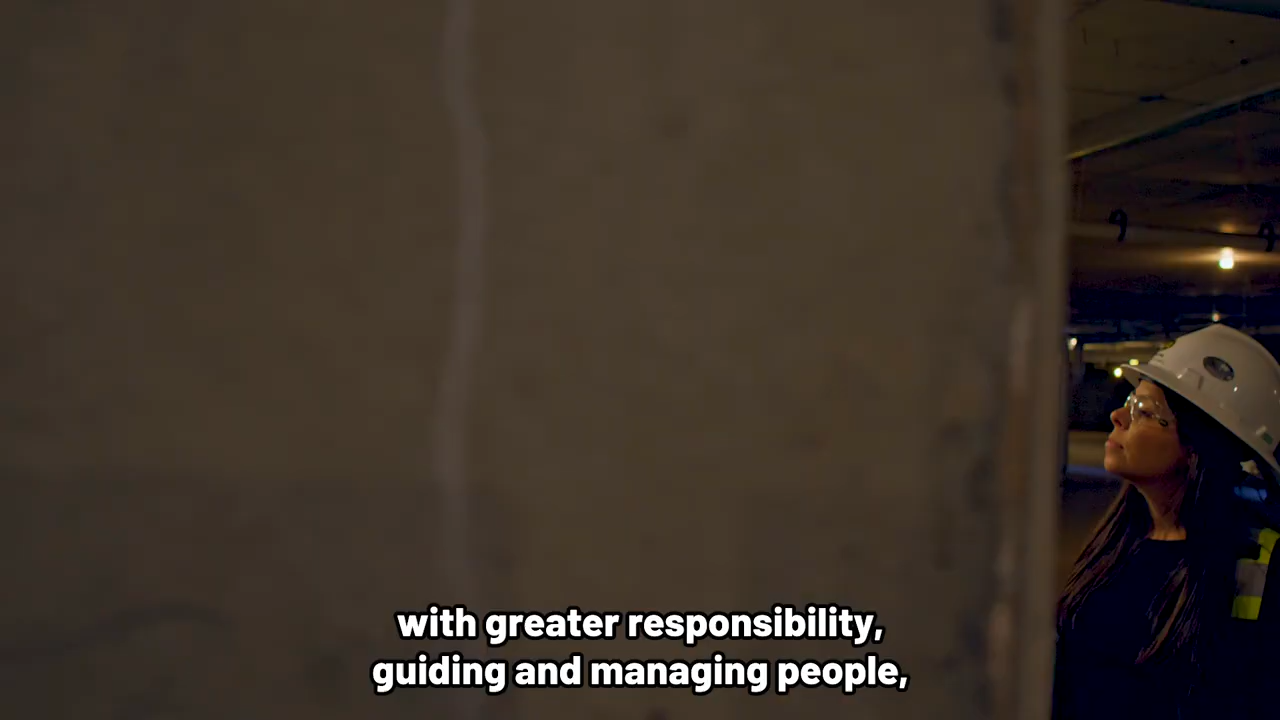 with greater responsibility,
guiding and managing people,